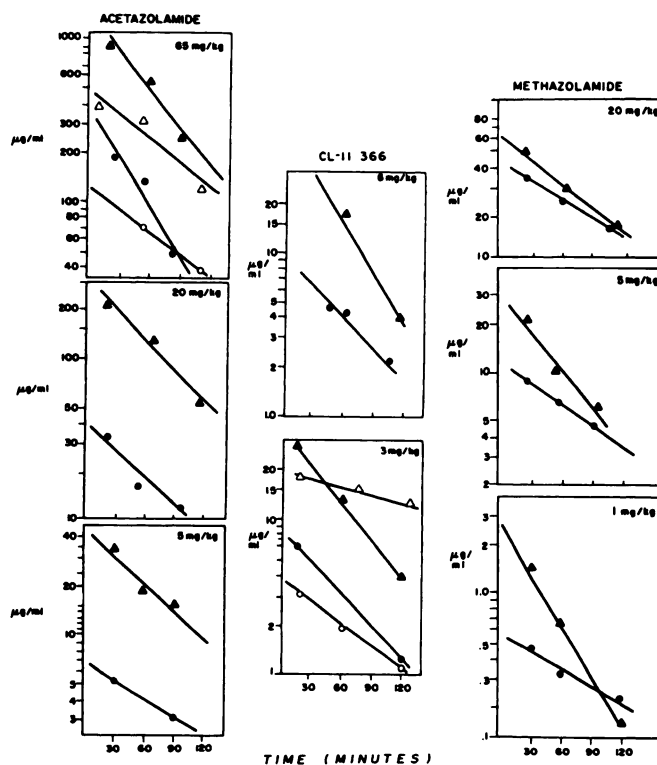 ACETAZOLAMIDE
65 mg/kg
1000
600
300
200
100
80
60
40
μg/ml
20 mg/kg
200
100
50
30
10
μg/ml
5 mg/kg
40
20
10
5
3
μg/ml
30 60 90 120
CL-11 366
6 mg/kg
20
15
μg/
ml
5
4
2
1.0
3 mg/kg
15
10
μg/
ml
2
1
30 60 90 120
METHAZOLAMIDE
20 mg/kg
80
60
40
μg/
ml
20
10
5 mg/kg
30
20
μg/
ml
10
5
4
3
2
1 mg/kg
3
2
μg/
ml
1.0
.5
.3
.2
.1
30 60 90 120
TIME (MINUTES)